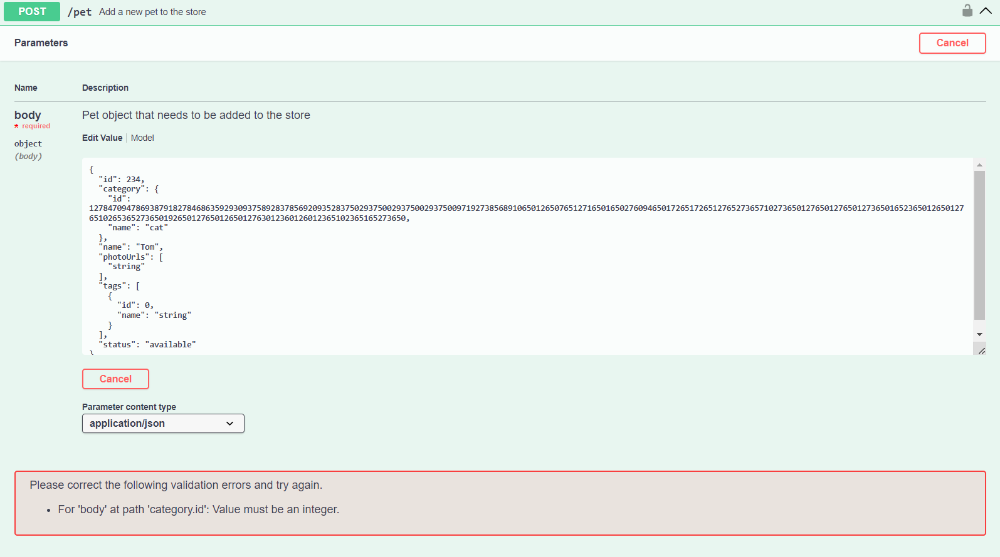 POST /pet Add a new pet to the store
Parameters
Cancel
Name Description
body
* required
object
(body)
Pet object that needs to be added to the store
Edit Value | Model
{
"id": 234,
"category": {
"id":
12784709478693879182784686359293093758928378569209352837502937500293750029375009719273856891065012650765127165016502760946501726517265127652736571027365012765012765012736501652365012650127
65102653652736501926501276501265012763012360126012365102365165273650,
"name": "cat"
},
"name": "Tom",
"photoUrls": [
"string"
],
"tags": [
{
"id": 0,
"name": "string"
}
],
"status": "available"
}
Cancel
Parameter content type
application/json
Please correct the following validation errors and try again.
• For 'body' at path 'category.id': Value must be an integer.